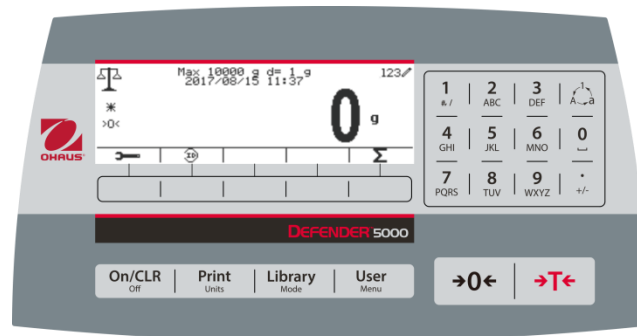 Max 10000 g d= 1 g
2017/08/15 11:37
123
>0<
0 g
ID
Σ
OHAUS
DEFENDER 5000
1 2 ABC 3 DEF A 1 a
4 GHI 5 JKL 6 MNO 0
7 PQRS 8 TUV 9 WXYZ . +/-
On/CLR Print Library User
Off Units Mode Menu
→0← →T←